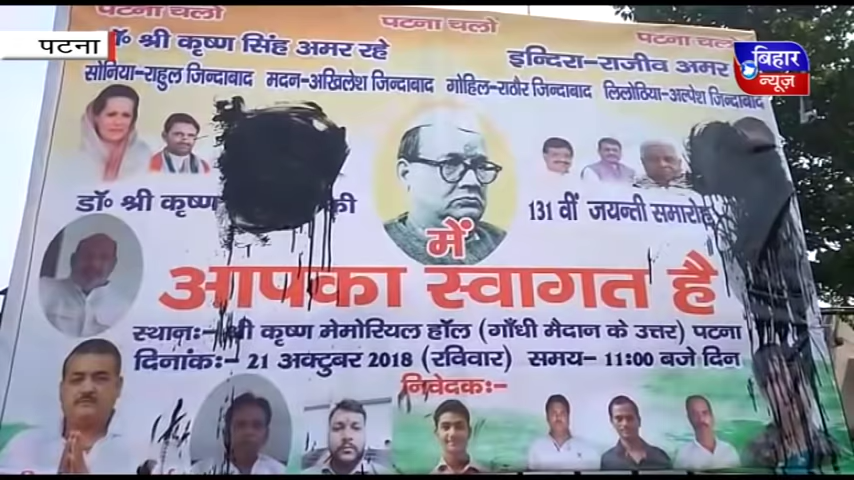 पटना चलो पटना चलो पटना चलो
बिहार
न्यूज़
पटना
डॉ॰ श्री कृष्ण सिंह अमर रहे इन्दिरा-राजीव अमर
सोनिया-राहुल जिन्दाबाद मदन-अखिलेश जिन्दाबाद गोहिल-राठौर जिन्दाबाद लिलोठिया-अल्पेश जिन्दाबाद
डॉ॰ श्री कृष्ण की 131 वीं जयन्ती समारोह
में
आपका स्वागत है
स्थानः- श्री कृष्ण मेमोरियल हॉल (गाँधी मैदान के उत्तर) पटना
दिनांकः- 21 अक्टुबर 2018 (रविवार) समय- 11:00 बजे दिन
निवेदकः-